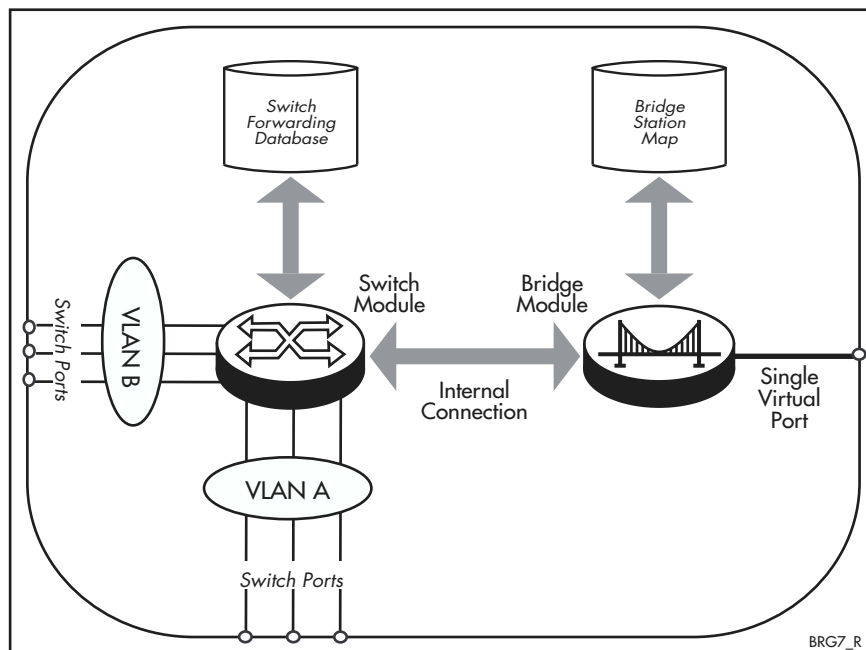 Switch
Forwarding
Database
Bridge
Station
Map
Switch
Module
Bridge
Module
Switch Ports
VLAN B
Internal
Connection
Single
Virtual
Port
VLAN A
Switch Ports
BRG7_R